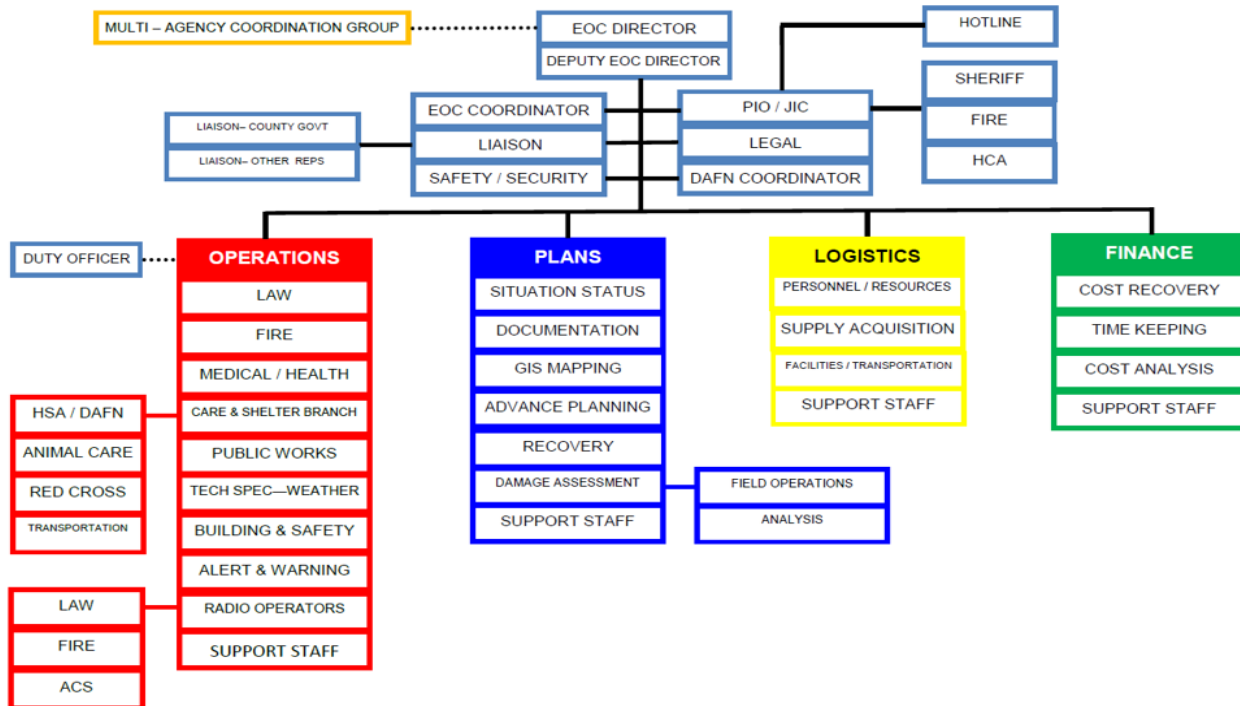 MULTI – AGENCY COORDINATION GROUP
EOC DIRECTOR
DEPUTY EOC DIRECTOR
HOTLINE
EOC COORDINATOR
LIAISON
SAFETY / SECURITY
PIO / JIC
LEGAL
DAFN COORDINATOR
SHERIFF
FIRE
HCA
LIAISON– COUNTY GOVT
LIAISON– OTHER REPS
DUTY OFFICER
OPERATIONS
LAW
FIRE
MEDICAL / HEALTH
CARE & SHELTER BRANCH
PUBLIC WORKS
TECH SPEC—WEATHER
BUILDING & SAFETY
ALERT & WARNING
RADIO OPERATORS
SUPPORT STAFF
HSA / DAFN
ANIMAL CARE
RED CROSS
TRANSPORTATION
LAW
FIRE
ACS
PLANS
SITUATION STATUS
DOCUMENTATION
GIS MAPPING
ADVANCE PLANNING
RECOVERY
DAMAGE ASSESSMENT
SUPPORT STAFF
FIELD OPERATIONS
ANALYSIS
LOGISTICS
PERSONNEL / RESOURCES
SUPPLY ACQUISITION
FACILITIES / TRANSPORTATION
SUPPORT STAFF
FINANCE
COST RECOVERY
TIME KEEPING
COST ANALYSIS
SUPPORT STAFF